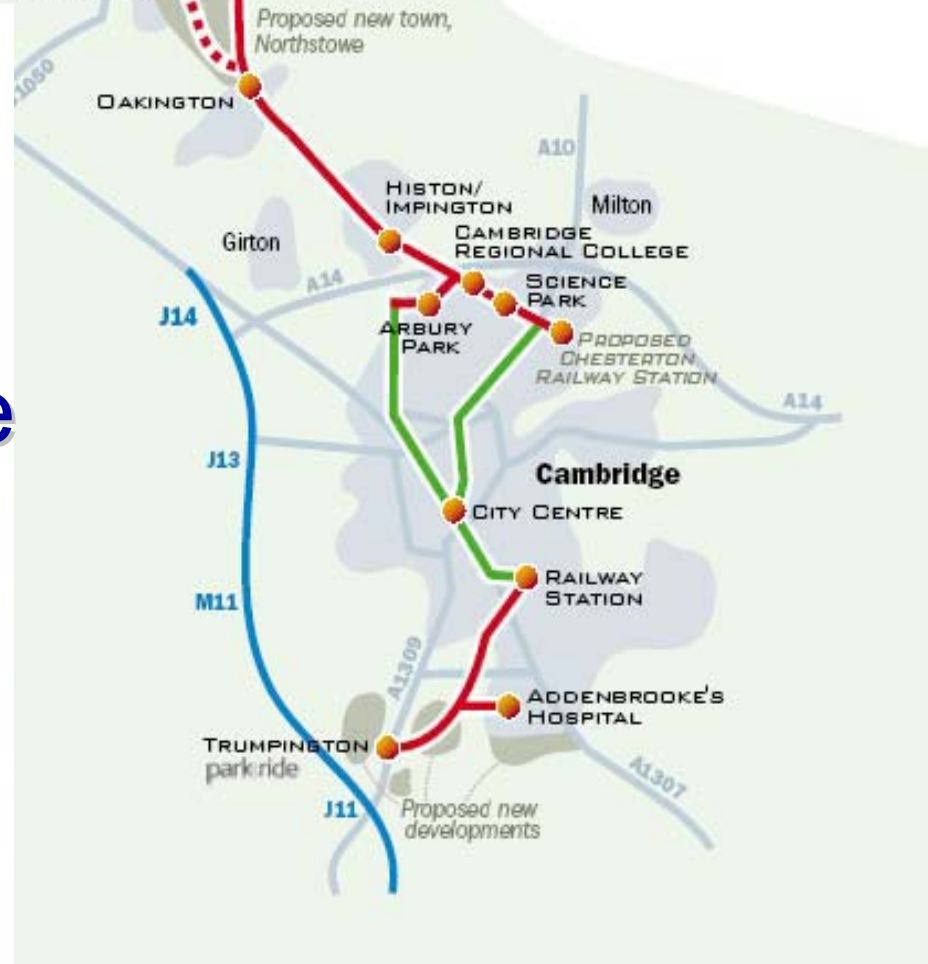 Proposed new town,
Northstowe
A1050
OAKINGTON
A10
HISTON/
IMPINGTON
Milton
CAMBRIDGE
REGIONAL COLLEGE
Girton
A14
SCIENCE
PARK
J14
ARBURY
PARK
PROPOSED
CHESTERTON
RAILWAY STATION
A14
e
J13
Cambridge
CITY CENTRE
RAILWAY
STATION
M11
A1309
ADDENBROOKE'S
HOSPITAL
TRUMPINGTON
park:ride
A1307
J11
Proposed new
developments